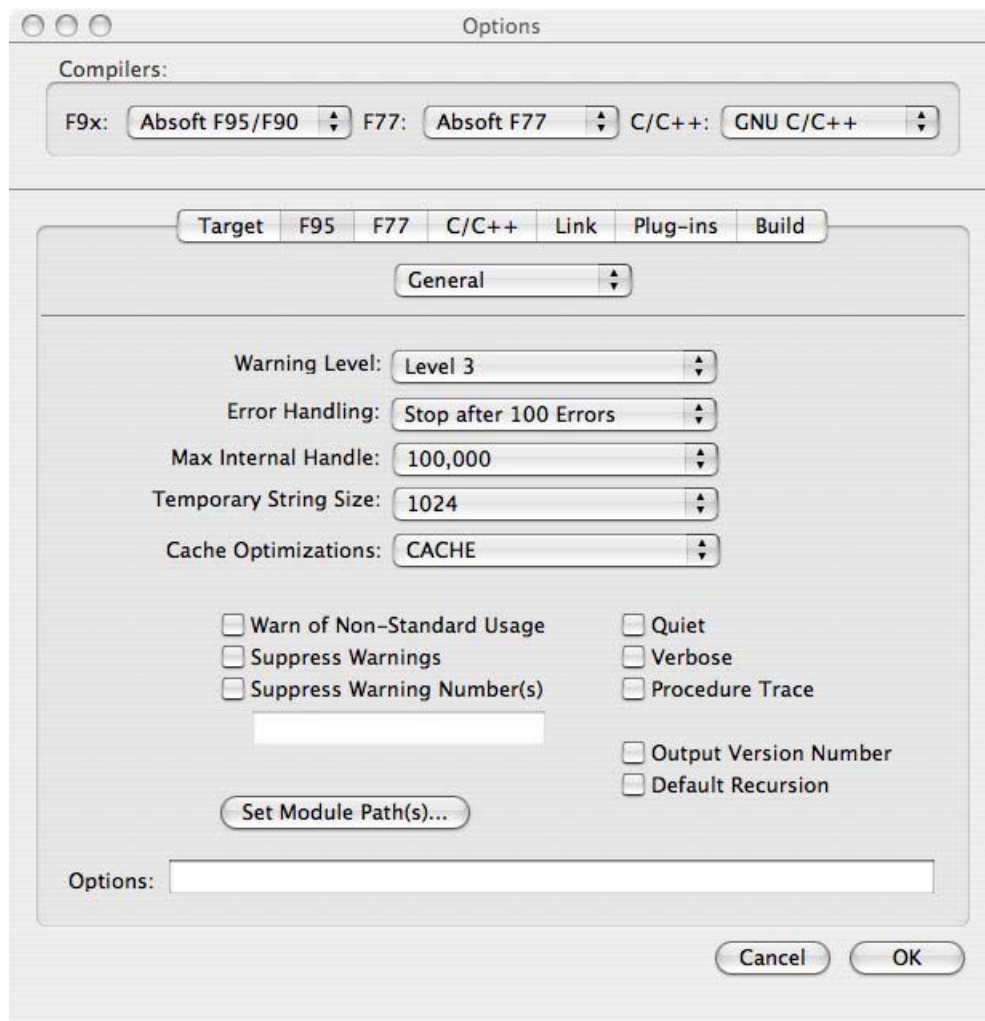 Options
Compilers:
F9x: Absoft F95/F90 F77: Absoft F77 C/C++: GNU C/C++
Target F95 F77 C/C++ Link Plug-ins Build
General
Warning Level: Level 3
Error Handling: Stop after 100 Errors
Max Internal Handle: 100,000
Temporary String Size: 1024
Cache Optimizations: CACHE
Warn of Non-Standard Usage Quiet
Suppress Warnings Verbose
Suppress Warning Number(s) Procedure Trace
Output Version Number
Default Recursion
Set Module Path(s)...
Options:
Cancel OK